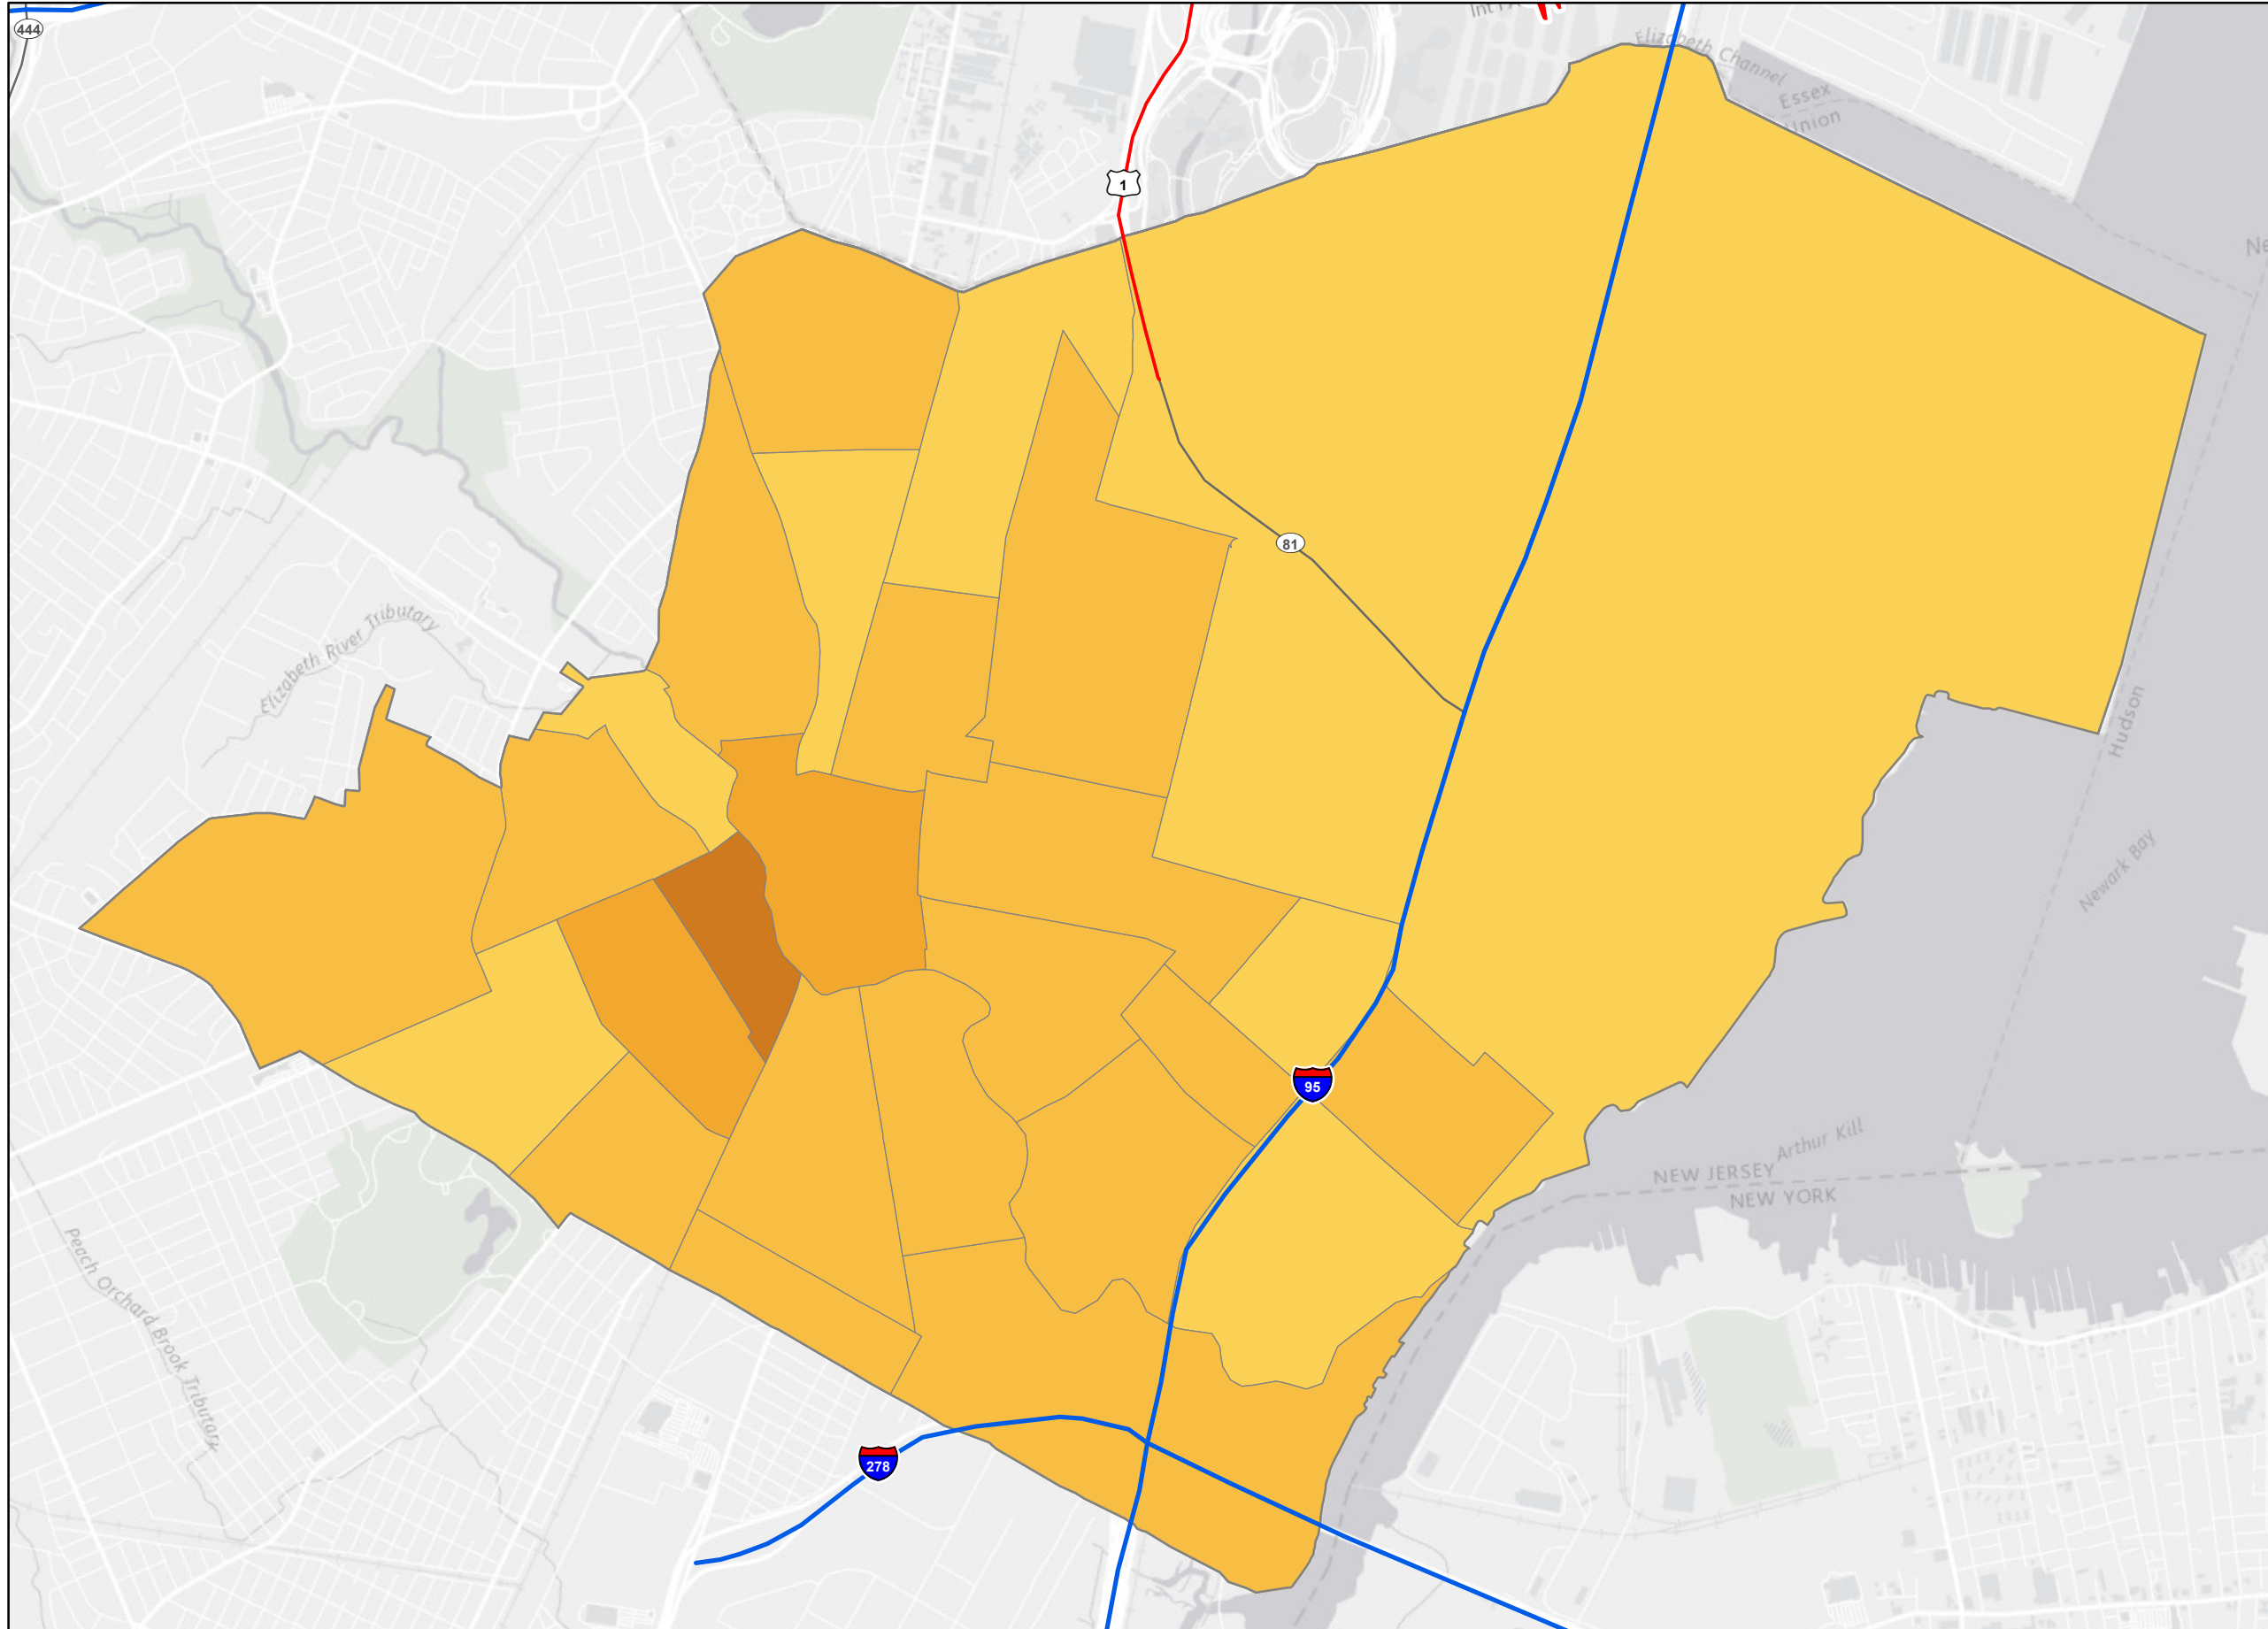 444
Elizabeth Channel
Essex
Union
1
81
Elizabeth River Tributary
Hudson
Newark Bay
95
Arthur Kill
NEW JERSEY
NEW YORK
Peach Orchard Brook Tributary
278